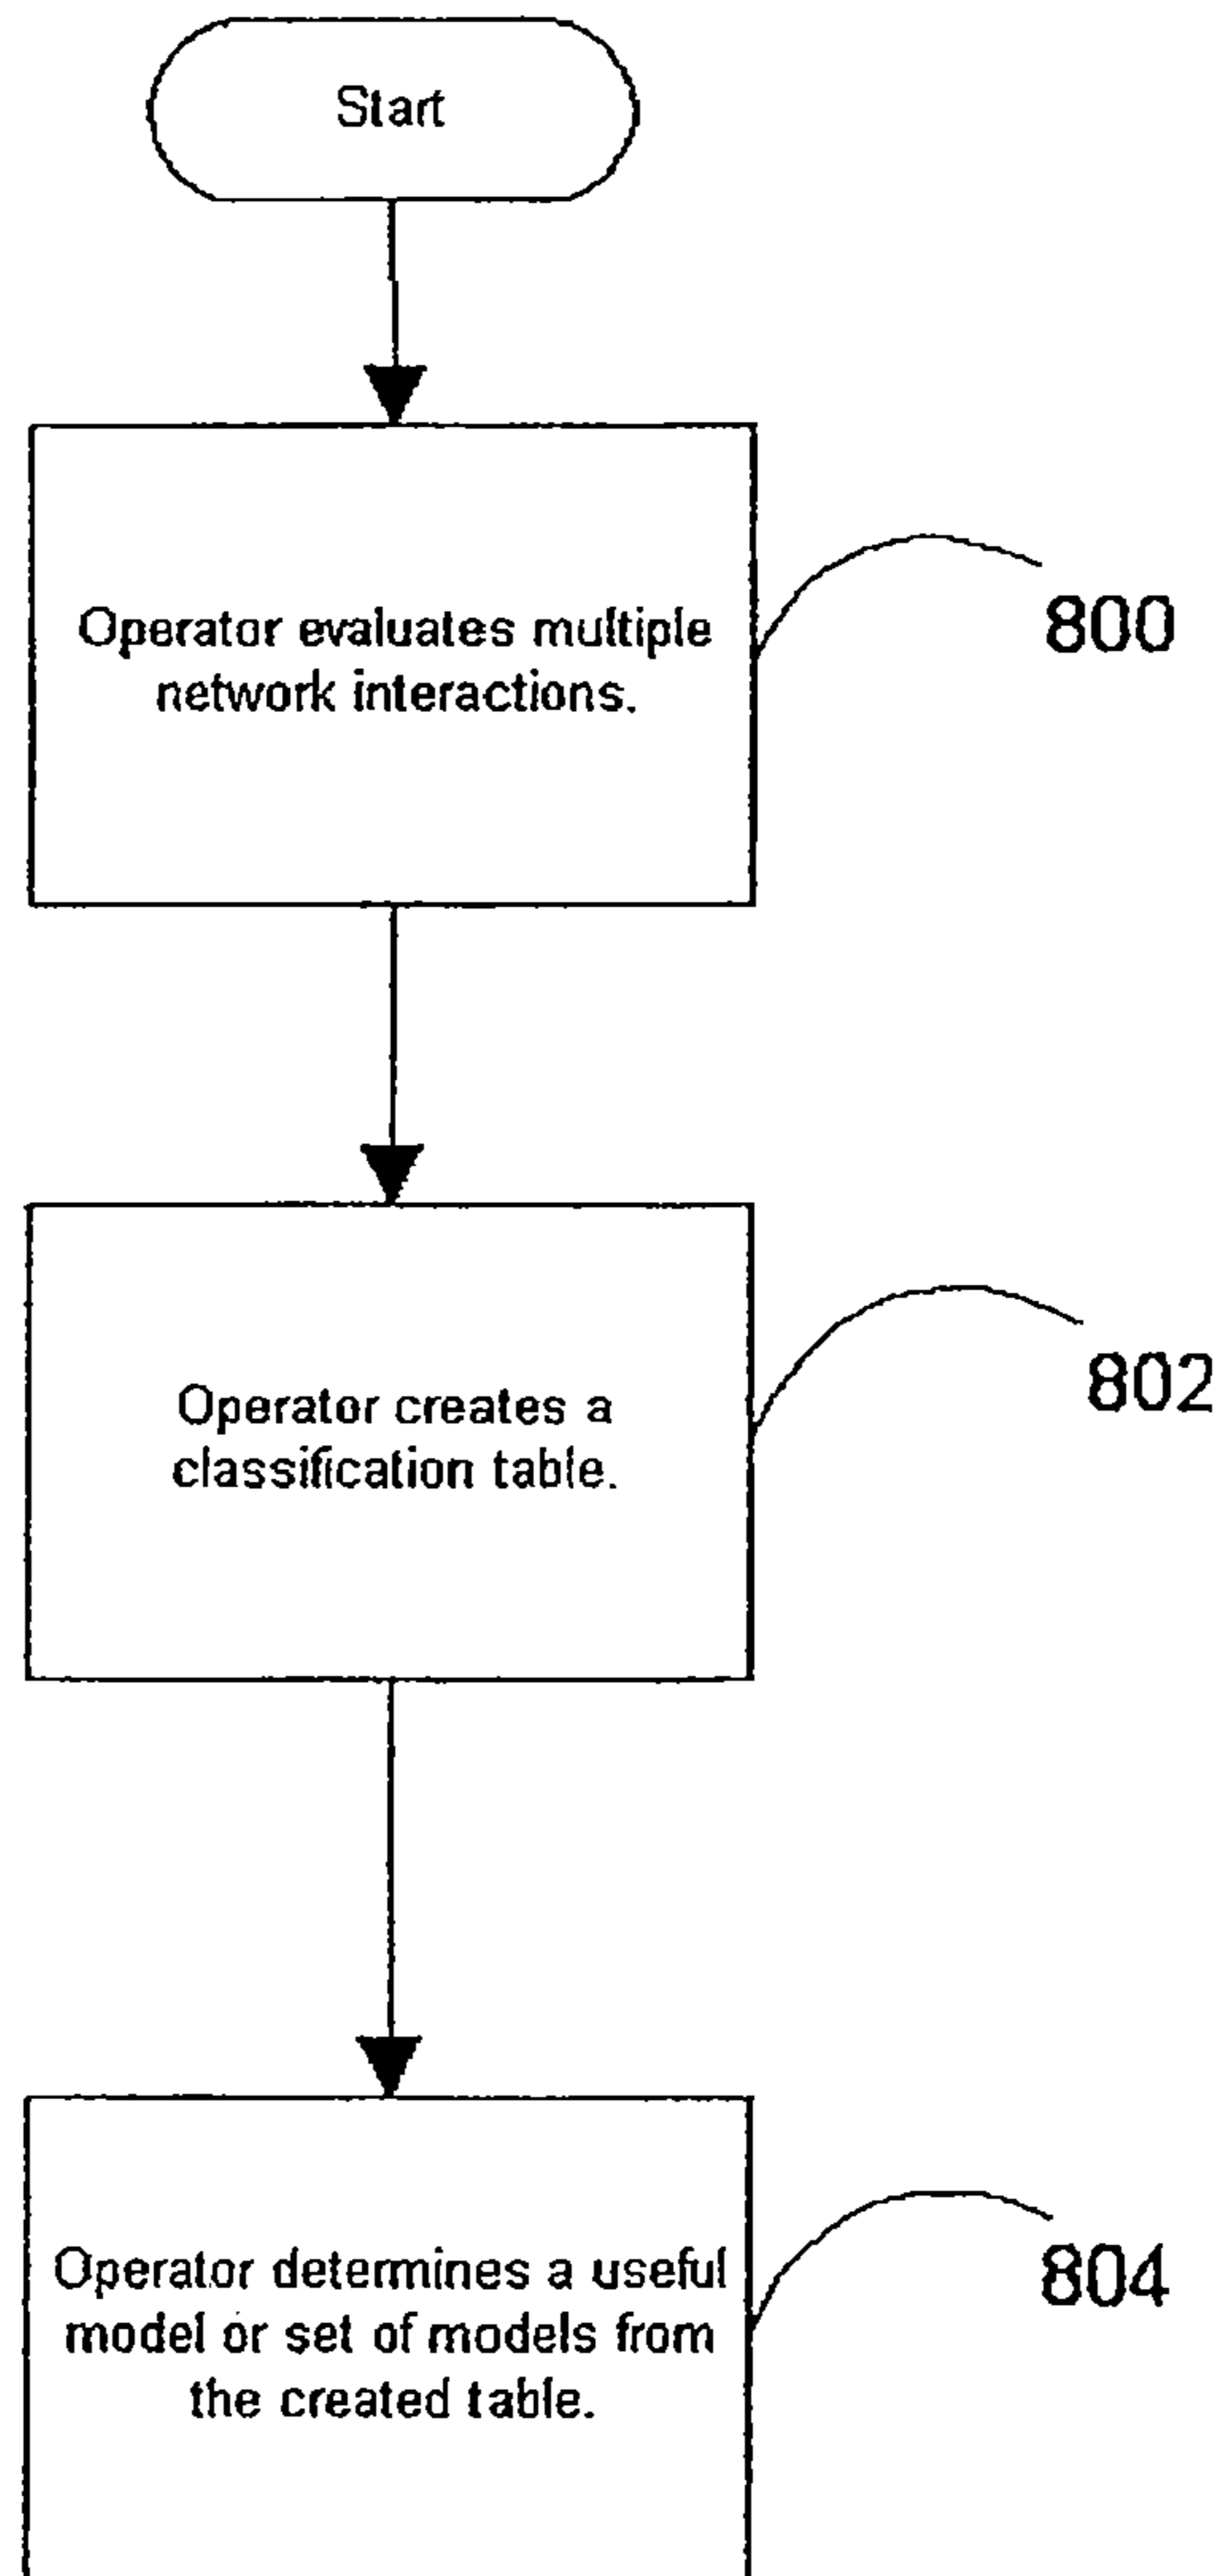 Start
Operator evaluates multiple
network interactions.
800
Operator creates a
classification table.
802
Operator determines a useful
model or set of models from
the created table.
804